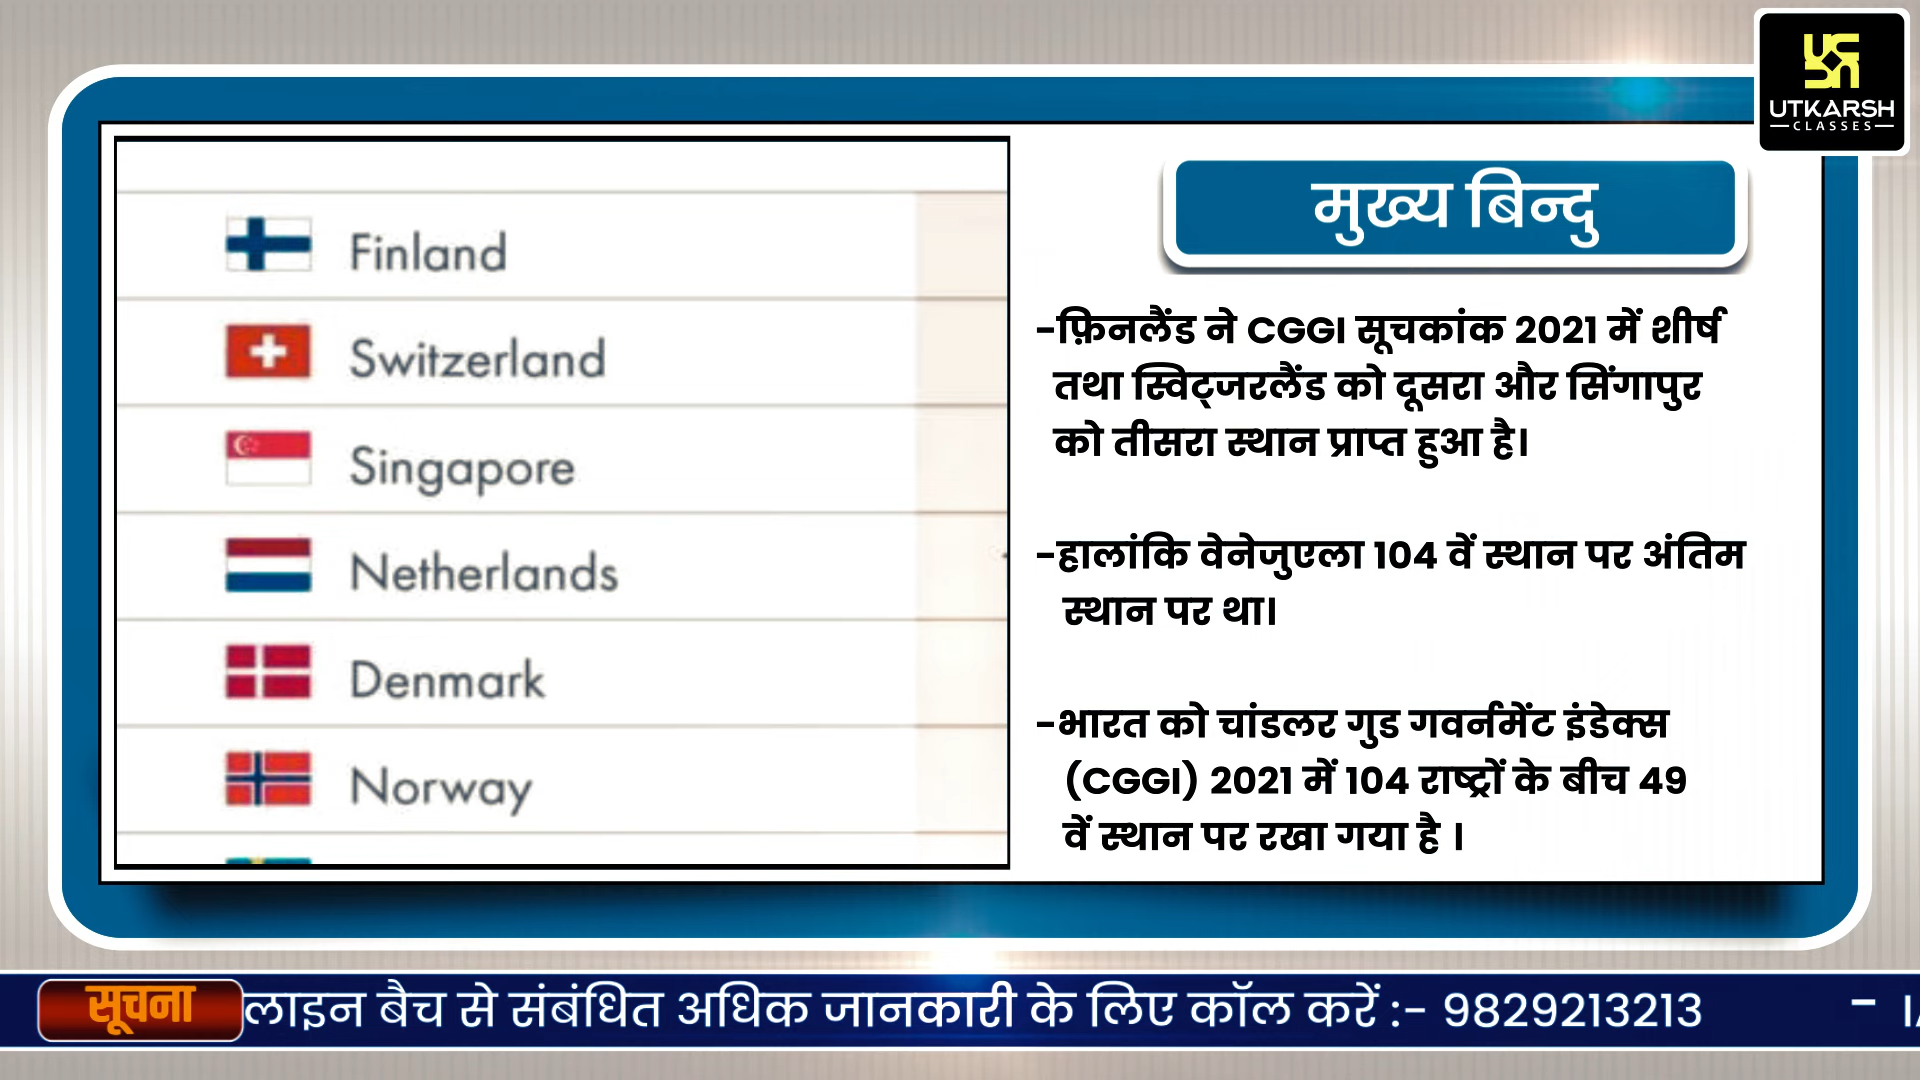 UTKARSH
CLASSES
Finland
Switzerland
Singapore
Netherlands
Denmark
Norway
मुख्य बिन्दु
-फ़िनलैंड ने CGGI सूचकांक 2021 में शीर्ष
तथा स्विट्जरलैंड को दूसरा और सिंगापुर
को तीसरा स्थान प्राप्त हुआ है।
-हालांकि वेनेजुएला 104 वें स्थान पर अंतिम
स्थान पर था।
-भारत को चांडलर गुड गवर्नमेंट इंडेक्स
(CGGI) 2021 में 104 राष्ट्रों के बीच 49
वें स्थान पर रखा गया है ।
सूचना
लाइन बैच से संबंधित अधिक जानकारी के लिए कॉल करें :- 9829213213 -